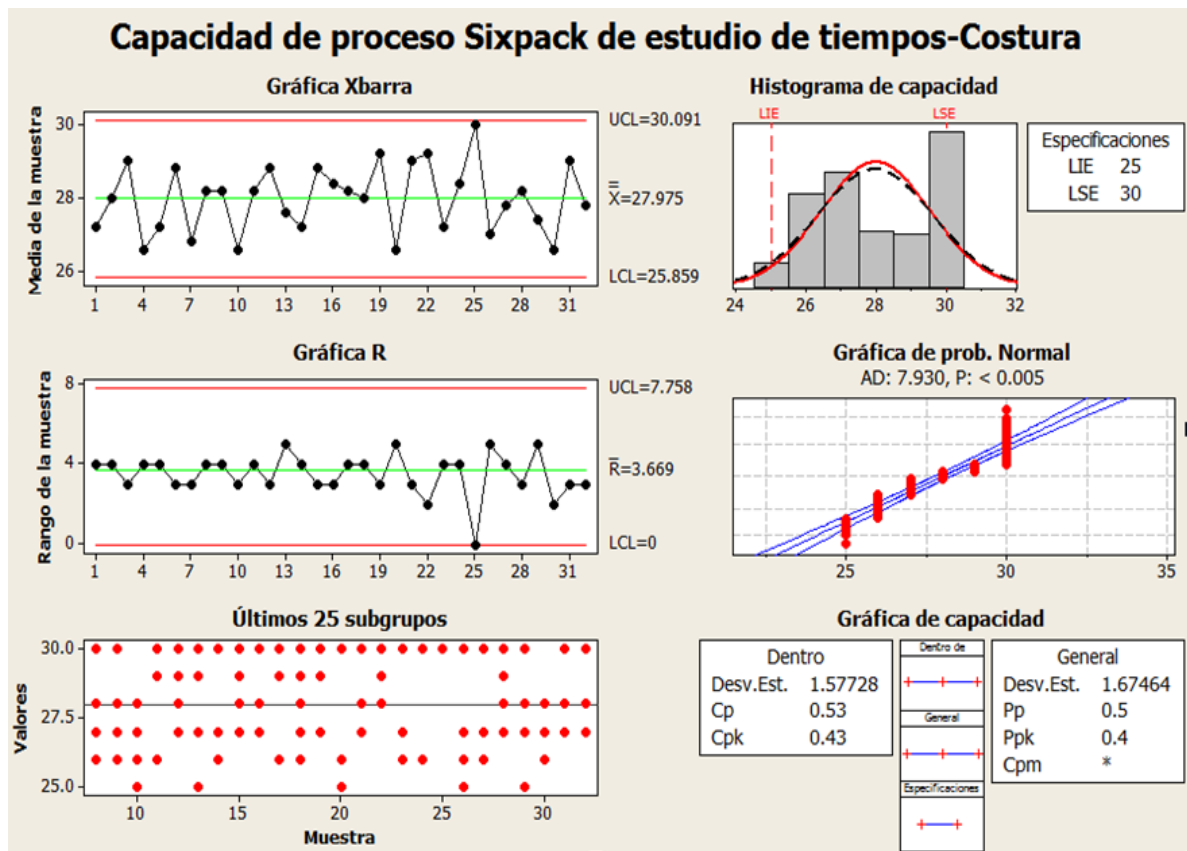 Capacidad de proceso Sixpack de estudio de tiempos-Costura
Gráfica Xbarra
Media de la muestra
30
28
26
1 4 7 10 13 16 19 22 25 28 31
UCL=30.091
X=27.975
LCL=25.859
Histograma de capacidad
LIE LSE
24 26 28 30 32
Especificaciones
LIE 25
LSE 30
Gráfica R
Rango de la muestra
8
4
0
1 4 7 10 13 16 19 22 25 28 31
UCL=7.758
R=3.669
LCL=0
Gráfica de prob. Normal
AD: 7.930, P: < 0.005
25 30 35
Últimos 25 subgrupos
Valores
30.0
27.5
25.0
10 15 20 25 30
Muestra
Gráfica de capacidad
Dentro
Desv.Est. 1.57728
Cp 0.53
Cpk 0.43
Dentro de
General
Especificaciones
General
Desv.Est. 1.67464
Pp 0.5
Ppk 0.4
Cpm *